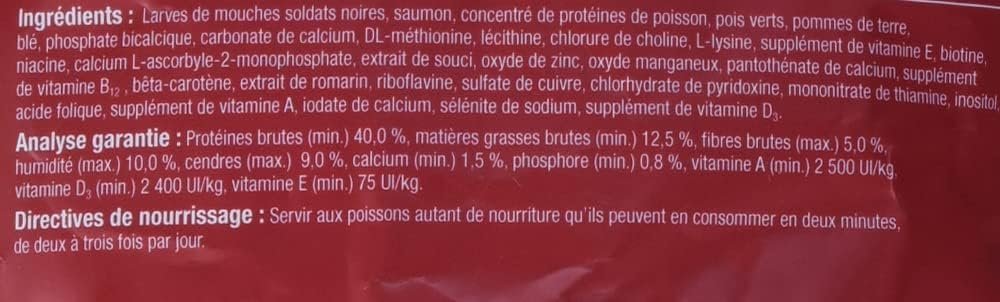 Ingrédients : Larves de mouches soldats noires, saumon, concentré de protéines de poisson, pois verts, pommes de terre,
blé, phosphate bicalcique, carbonate de calcium, DL-méthionine, lécithine, chlorure de choline, L-lysine, supplément de vitamine E, biotine,
niacine, calcium L-ascorbyle-2-monophosphate, extrait de souci, oxyde de zinc, oxyde manganeux, pantothénate de calcium, supplément
de vitamine B₁₂ , bêta-carotène, extrait de romarin, riboflavine, sulfate de cuivre, chlorhydrate de pyridoxine, mononitrate de thiamine, inositol,
acide folique, supplément de vitamine A, iodate de calcium, sélénite de sodium, supplément de vitamine D₃.
Analyse garantie : Protéines brutes (min.) 40,0 %, matières grasses brutes (min.) 12,5 %, fibres brutes (max.) 5,0 %,
humidité (max.) 10,0 %, cendres (max.) 9,0 %, calcium (min.) 1,5 %, phosphore (min.) 0,8 %, vitamine A (min.) 2 500 UI/kg,
vitamine D₃ (min.) 2 400 UI/kg, vitamine E (min.) 75 UI/kg.
Directives de nourrissage : Servir aux poissons autant de nourriture qu'ils peuvent en consommer en deux minutes,
de deux à trois fois par jour.